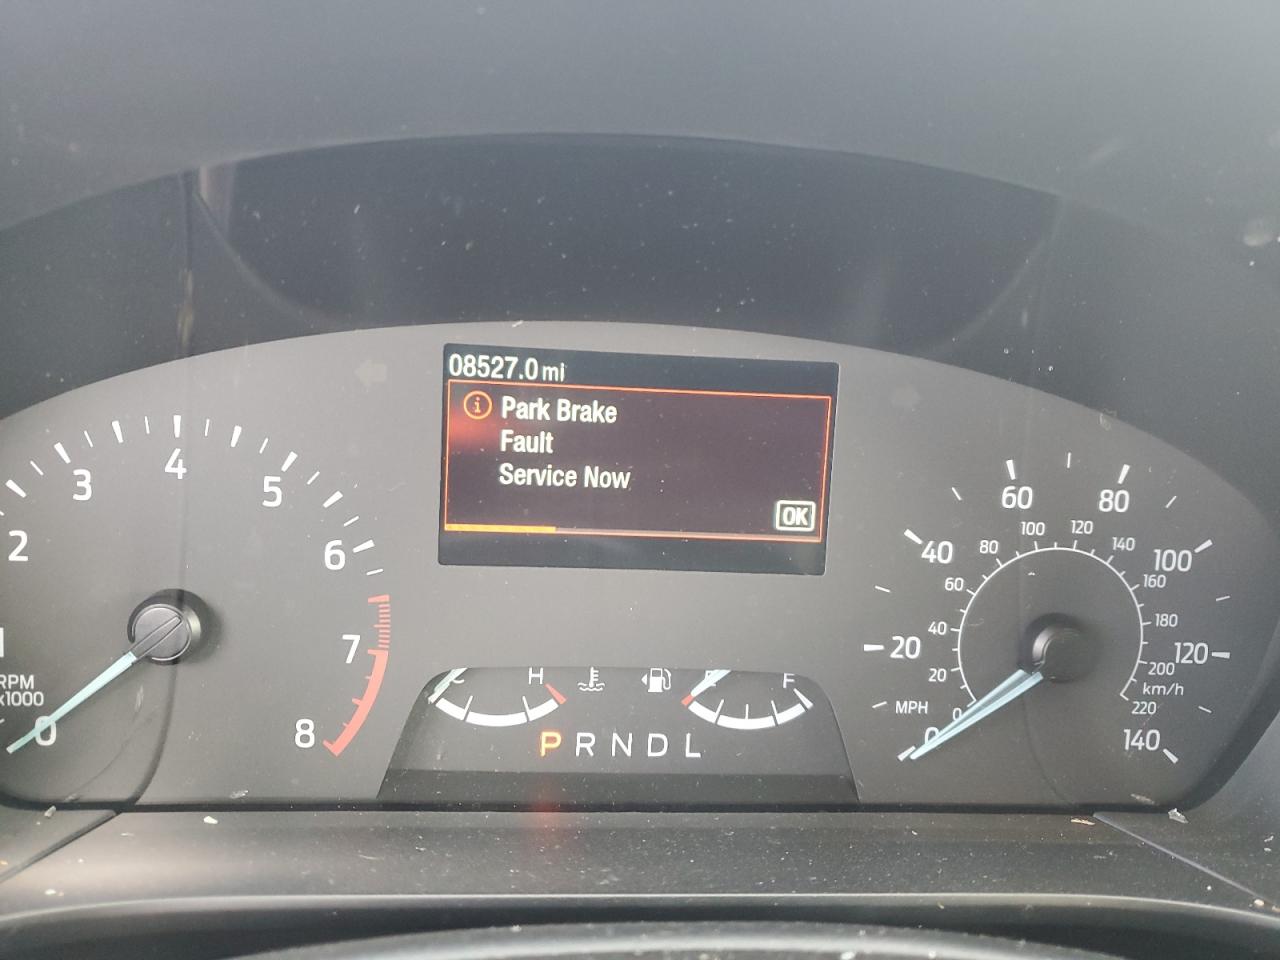 08527.0 mi
Park Brake
Fault
Service Now
OK
1 2 3 4 5 6 7 8
0
RPM
x1000
H
F
P R N D L
0 20 40 60 80 100 120 140
MPH
0 20 40 60 80 100 120 140 160 180 200 220
km/h